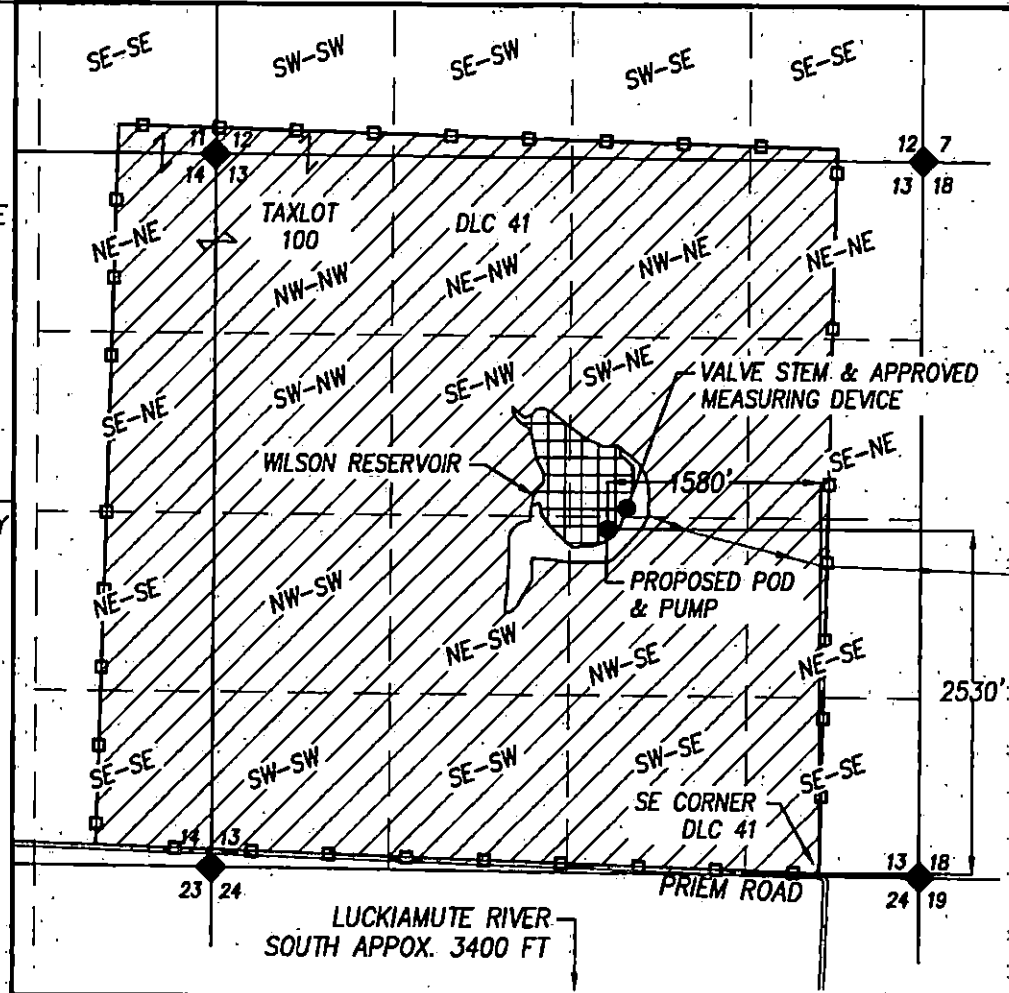 SE-SE
SW-SW
SE-SW
SW-SE
SE-SE
11 12
14 13
12 7
13 18
TAXLOT
100
DLC 41
NE-NE
NW-NW
NE-NW
NW-NE
NE-NE
SE-NE
SW-NW
SE-NW
SW-NE
SE-NE
VALVE STEM & APPROVED
MEASURING DEVICE
WILSON RESERVOIR
1580'
PROPOSED POD
& PUMP
NE-SE
NW-SW
NE-SW
NW-SE
NE-SE
2530'
SE-SE
SW-SW
SE-SW
SW-SE
SE-SE
SE CORNER
DLC 41
14 13
23 24
13 18
24 19
PRIEM ROAD
LUCKIAMUTE RIVER
SOUTH APPOX. 3400 FT
E
Y